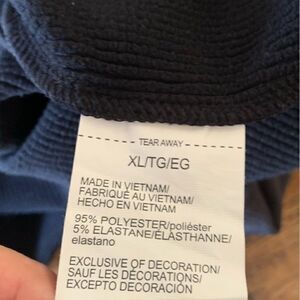 TEAR AWAY
XL/TG/EG
MADE IN VIETNAM/
FABRIQUÉ AU VIETNAM/
HECHO EN VIETNAM
95% POLYESTER/poliéster
5% ELASTANE/ÉLASTHANNE/
elastano
EXCLUSIVE OF DECORATION/
SAUF LES DÉCORATIONS/
EXCEPTO DECORACIÓN